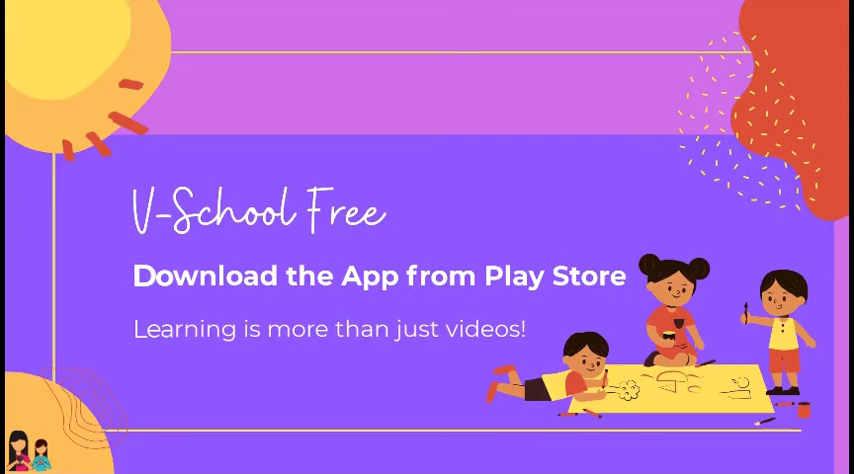 V-School Free
Download the App from Play Store
Learning is more than just videos!